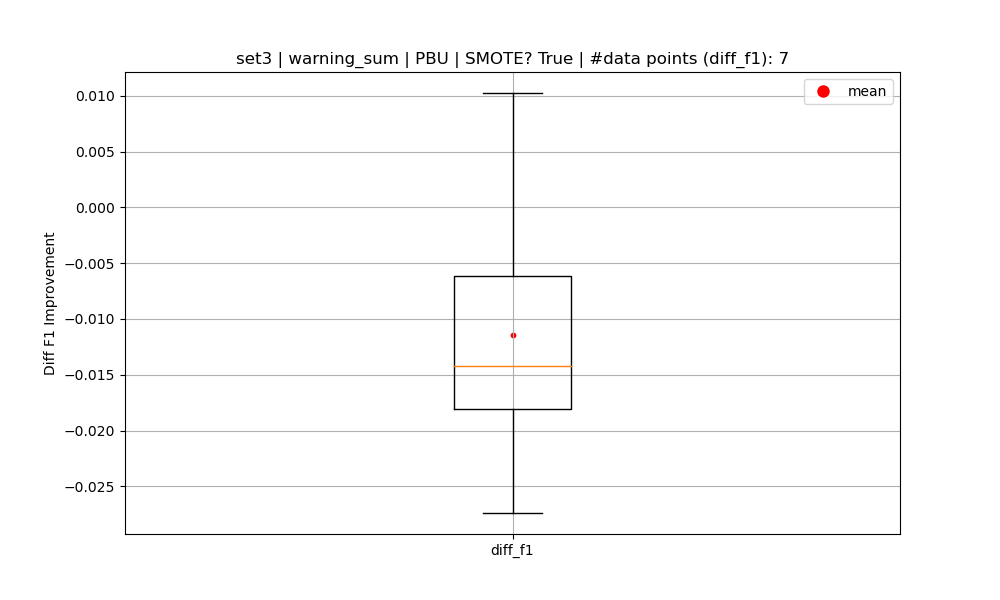 set3 | warning_sum | PBU | SMOTE? True | #data points (diff_f1): 7
mean
0.010
0.005
0.000
−0.005
−0.010
−0.015
−0.020
−0.025
Diff F1 Improvement
diff_f1